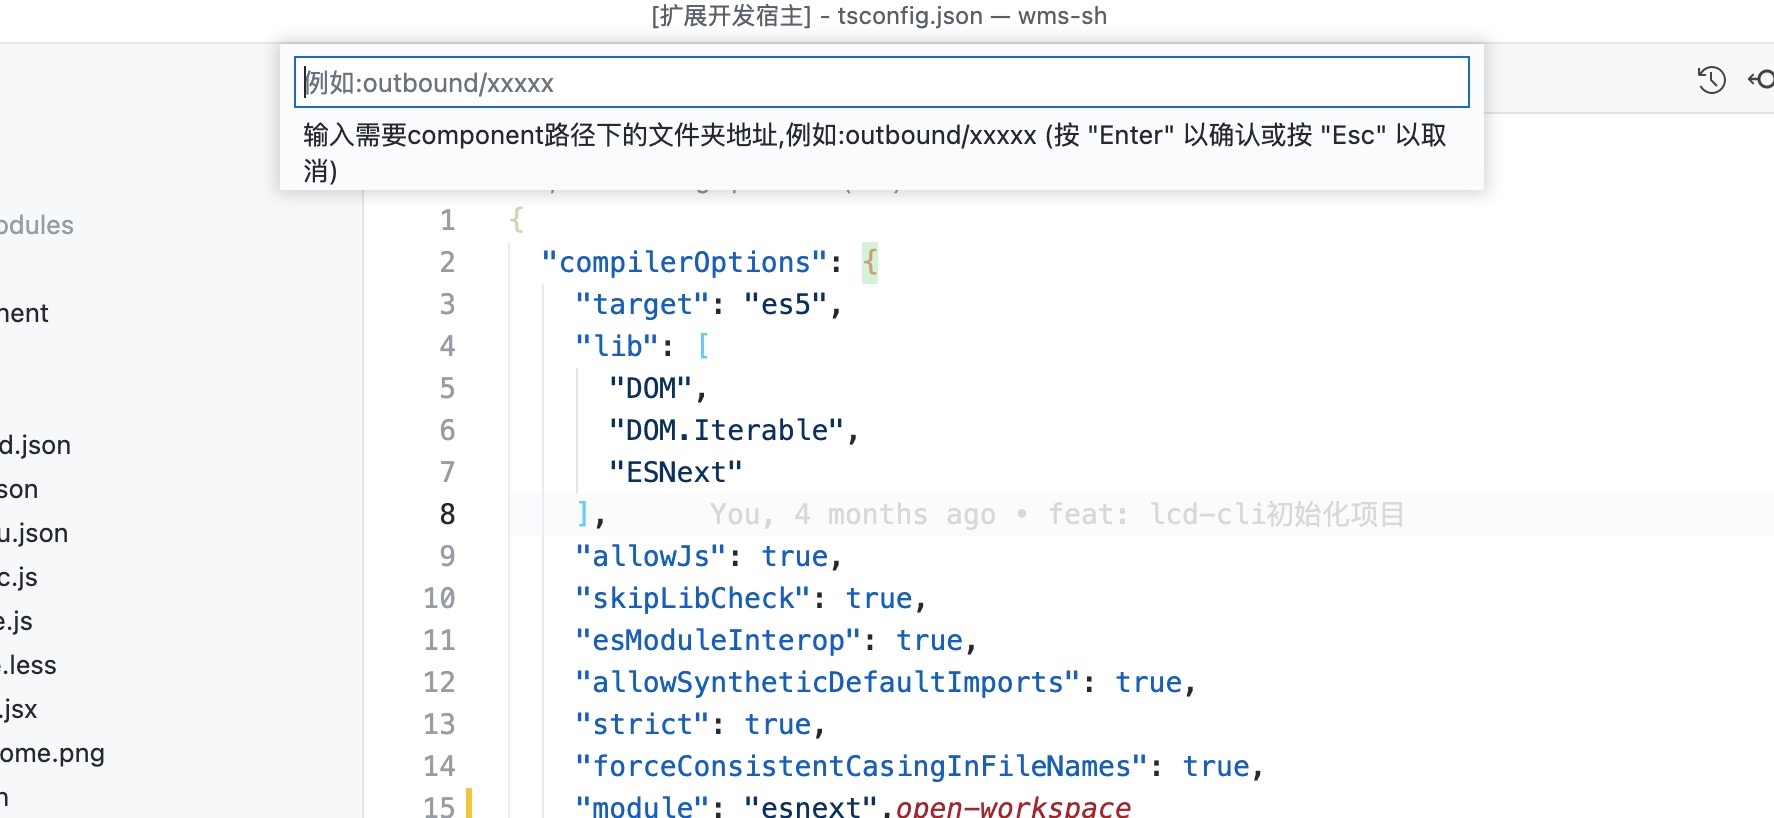 [扩展开发宿主] - tsconfig.json — wms-sh
例如:outbound/xxxxx
输入需要component路径下的文件夹地址,例如:outbound/xxxxx (按 "Enter" 以确认或按 "Esc" 以取
消)
odules
nent
d.json
son
u.json
c.js
e.js
e.less
.jsx
ome.png
n
1 {
2 "compilerOptions": {
3 "target": "es5",
4 "lib": [
5 "DOM",
6 "DOM.Iterable",
7 "ESNext"
8 ], You, 4 months ago • feat: lcd-cli初始化项目
9 "allowJs": true,
10 "skipLibCheck": true,
11 "esModuleInterop": true,
12 "allowSyntheticDefaultImports": true,
13 "strict": true,
14 "forceConsistentCasingInFileNames": true,
15 "module": "esnext",open-workspace